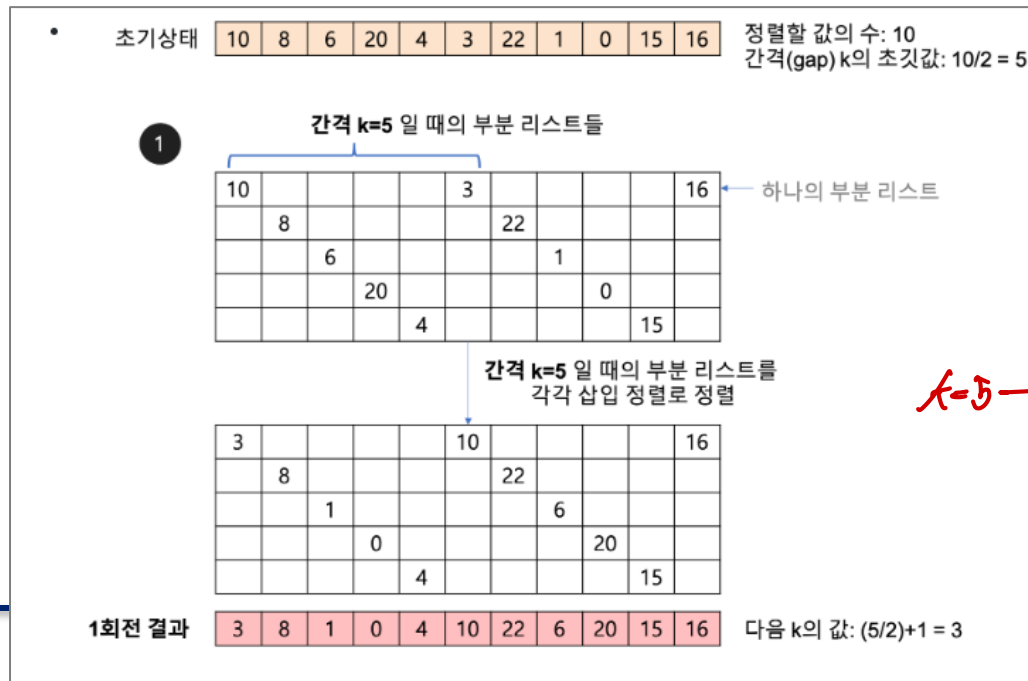 • 초기상태 10 8 6 20 4 3 22 1 0 15 16 정렬할 값의 수: 10
간격(gap) k의 초깃값: 10/2 = 5
1 간격 k=5 일 때의 부분 리스트들
10 3 16 하나의 부분 리스트
8 22
6 1
20 0
4 15
간격 k=5 일 때의 부분 리스트를
각각 삽입 정렬로 정렬
k=5
3 10 16
8 22
1 6
0 20
4 15
1회전 결과 3 8 1 0 4 10 22 6 20 15 16 다음 k의 값: (5/2)+1 = 3